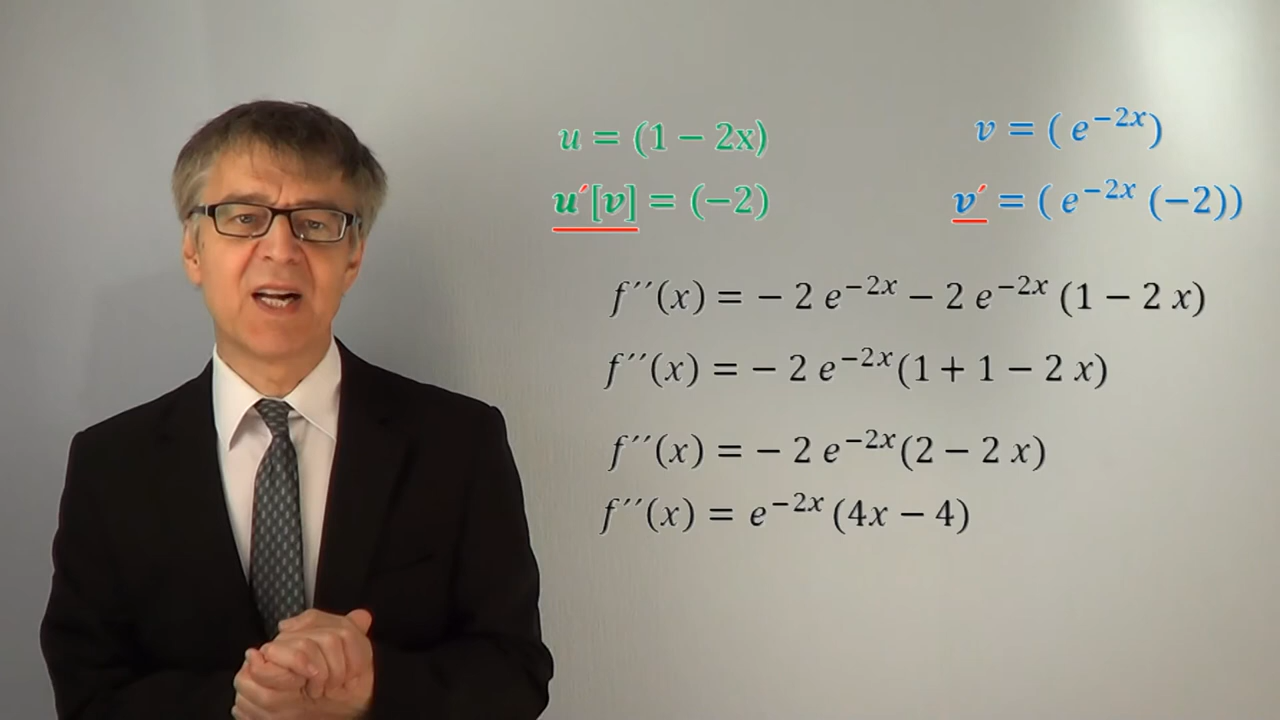 u = (1 − 2x)
v = ( e^{−2x})
u´[v] = (−2)
v´ = ( e^{−2x} (−2))
f´´(x) = − 2 e^{−2x} − 2 e^{−2x} (1 − 2 x)
f´´(x) = − 2 e^{−2x}(1 + 1 − 2 x)
f´´(x) = − 2 e^{−2x}(2 − 2 x)
f´´(x) = e^{−2x} (4x − 4)